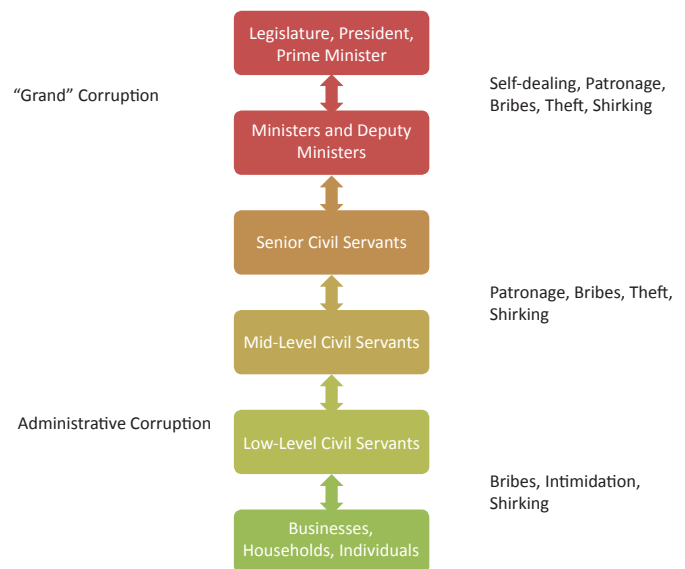 Legislature, President,
Prime Minister
“Grand” Corruption
Self-dealing, Patronage,
Bribes, Theft, Shirking
Ministers and Deputy
Ministers
Senior Civil Servants
Patronage, Bribes, Theft,
Shirking
Mid-Level Civil Servants
Administrative Corruption
Low-Level Civil Servants
Bribes, Intimidation,
Shirking
Businesses,
Households, Individuals